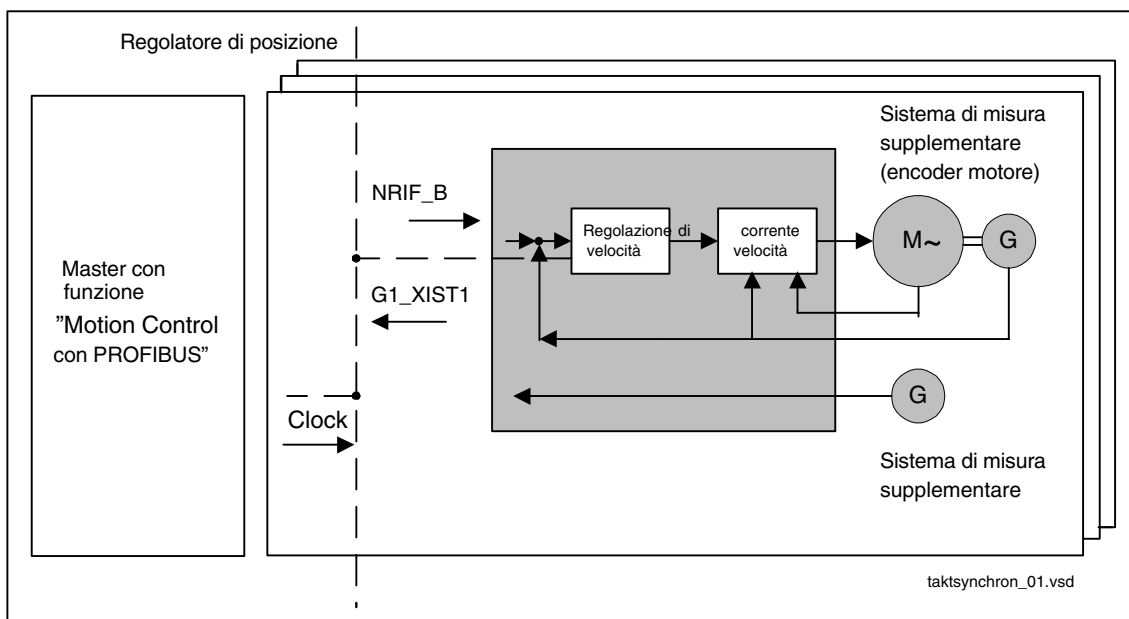 Regolatore di posizione
Sistema di misura
supplementare
(encoder motore)
NRIF_B
Regolazione di
velocità
corrente
velocità
M~
G
Master con
funzione
”Motion Control
con PROFIBUS”
G1_XIST1
G
Clock
Sistema di misura
supplementare
taktsynchron_01.vsd